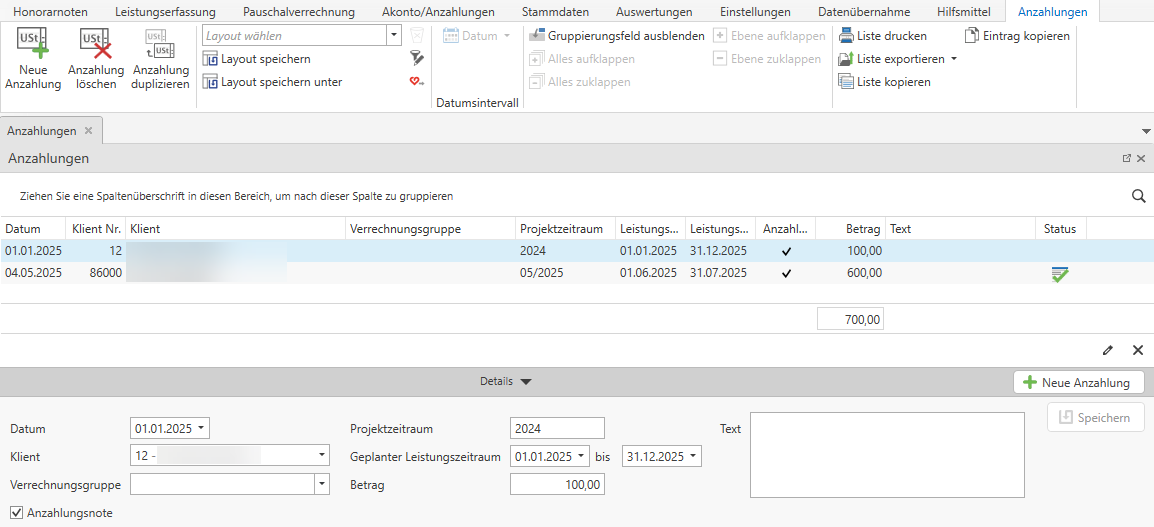 Honorarnoten Leistungserfassung Pauschalverrechnung Akonto/Anzahlungen Stammdaten Auswertungen Einstellungen Datenübernahme Hilfsmittel Anzahlungen
USt USt USt USt
Neue Anzahlung
Anzahlung löschen
Anzahlung duplizieren
Layout wählen
Layout speichern
Layout speichern unter
Datum
Datumsintervall
Gruppierungsfeld ausblenden
Alles aufklappen
Alles zuklappen
Ebene aufklappen
Ebene zuklappen
Liste drucken
Liste exportieren
Liste kopieren
Eintrag kopieren
Anzahlungen
Anzahlungen
Ziehen Sie eine Spaltenüberschrift in diesen Bereich, um nach dieser Spalte zu gruppieren
Datum Klient Nr. Klient Verrechnungsgruppe Projektzeitraum Leistungs... Leistungs... Anzahl... Betrag Text Status
01.01.2025 12 2024 01.01.2025 31.12.2025 100,00
04.05.2025 86000 05/2025 01.06.2025 31.07.2025 600,00
700,00
Details
Neue Anzahlung
Datum 01.01.2025 Projektzeitraum 2024 Text Speichern
Klient 12 - Geplanter Leistungszeitraum 01.01.2025 bis 31.12.2025
Verrechnungsgruppe Betrag 100,00
Anzahlungsnote